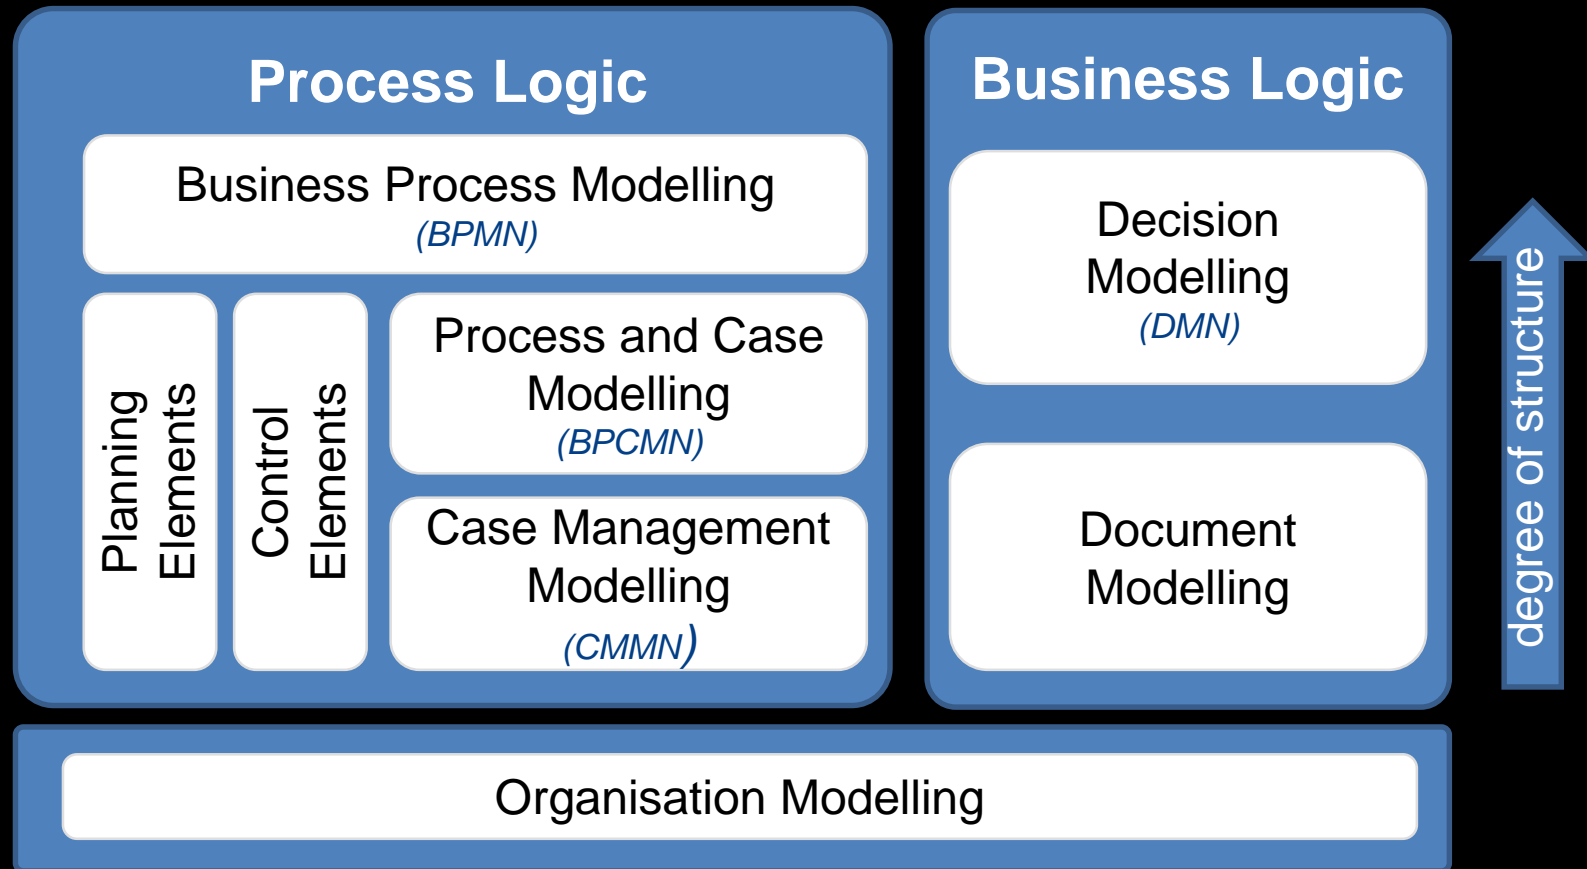 Process Logic
Business Process Modelling
(BPMN)
Planning
Elements
Control
Elements
Process and Case
Modelling
(BPCMN)
Case Management
Modelling
(CMMN)
Business Logic
Decision
Modelling
(DMN)
Document
Modelling
degree of structure
Organisation Modelling